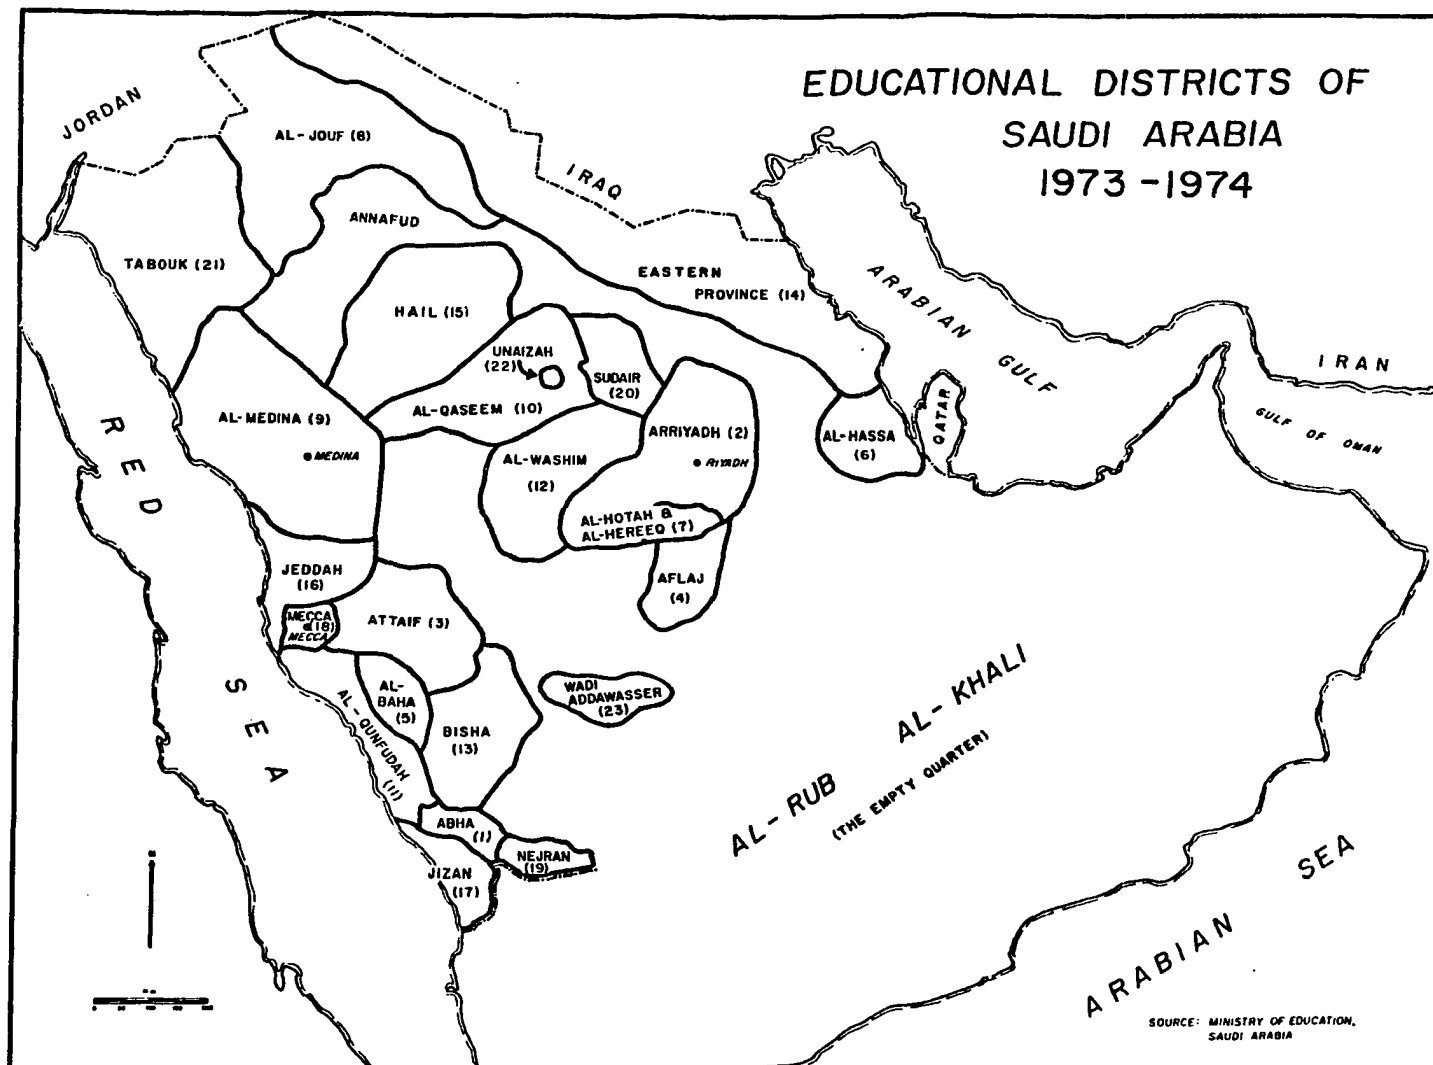 EDUCATIONAL DISTRICTS OF
SAUDI ARABIA
1973-1974
JORDAN
IRAQ
AL-JOUF (8)
ANNAFUD
TABOUK (21)
EASTERN
PROVINCE (14)
HAIL (15)
ARABIAN GULF
IRAN
UNAIZAH
(22)
SUDAIR
(20)
AL-QASEEM (10)
AL-MEDINA (9)
MEDINA
ARRIYADH (2)
RIYADH
AL-HASSA
(6)
QATAR
GULF OF OMAN
AL-WASHIM
(12)
AL-HOTAH &
AL-HEREEQ (7)
AFLAJ
(4)
JEDDAH
(16)
MECCA
(18)
MECCA
ATTAIF (3)
RED SEA
AL-
BAHA
(5)
WADI
ADDAWASSER
(23)
BISHA
(13)
AL-QUNFUDAH (11)
ABHA
(1)
NEJRAN
(19)
JIZAN
(17)
AL-RUB AL-KHALI
(THE EMPTY QUARTER)
ARABIAN SEA
SOURCE: MINISTRY OF EDUCATION,
SAUDI ARABIA